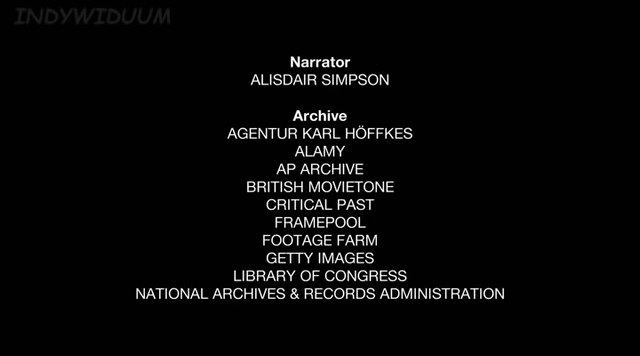 INDYWIDUUM
Narrator
ALISDAIR SIMPSON
Archive
AGENTUR KARL HÖFFKES
ALAMY
AP ARCHIVE
BRITISH MOVIETONE
CRITICAL PAST
FRAMEPOOL
FOOTAGE FARM
GETTY IMAGES
LIBRARY OF CONGRESS
NATIONAL ARCHIVES & RECORDS ADMINISTRATION